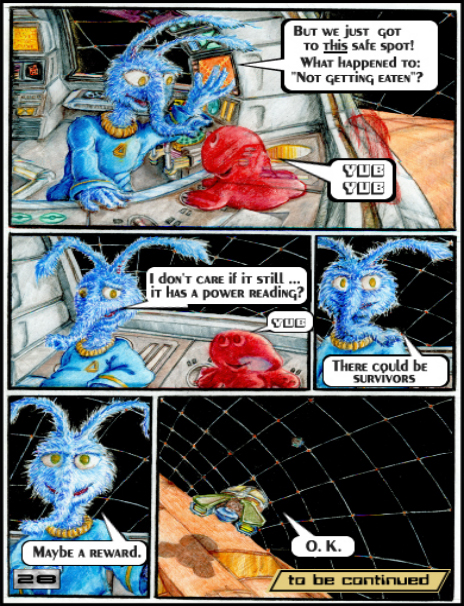 But we just got
to this safe spot!
What happened to:
"Not getting eaten"?
YUB
YUB
I don't care if it still ...
it has a power reading?
YUB
There could be
survivors
Maybe a reward.
O. K.
28
to be continued